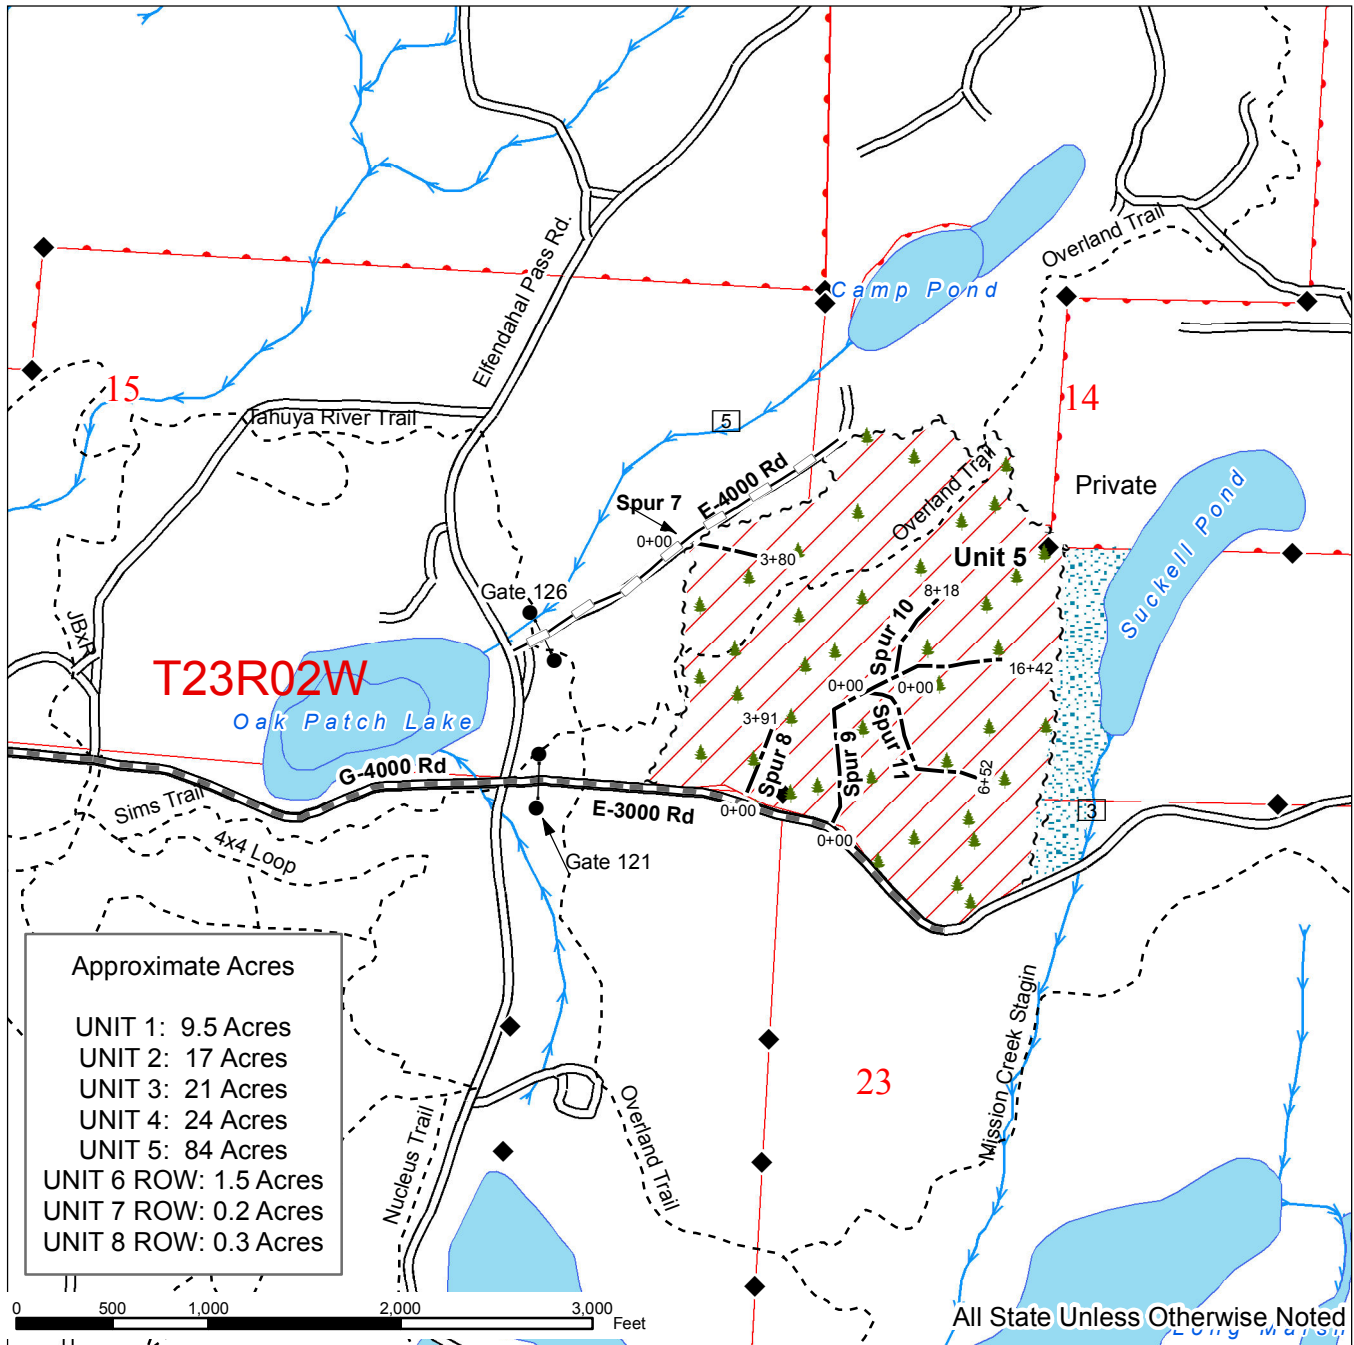 Elfendahal Pass Rd.
Overland Trail
Camp Pond
15
14
Tahuya River Trail
5
E-4000 Rd
Overland Trail
Private
Suckell Pond
Spur 7
0+00
3+80
Unit 5
Gate 126
8+18
Spur 10
16+42
0+00
0+00
T23R02W
Oak Patch Lake
3+91
Spur 8
Spur 9
Spur 11
6+52
G-4000 Rd
Sims Trail
E-3000 Rd
0+00
0+00
3
4x4 Loop
Gate 121
Approximate Acres
UNIT 1: 9.5 Acres
UNIT 2: 17 Acres
UNIT 3: 21 Acres
UNIT 4: 24 Acres
UNIT 5: 84 Acres
UNIT 6 ROW: 1.5 Acres
UNIT 7 ROW: 0.2 Acres
UNIT 8 ROW: 0.3 Acres
Nucleus Trail
Overland Trail
23
Mission Creek Stagin
0 500 1,000 2,000 3,000
Feet
All State Unless Otherwise Noted
Long Marsh